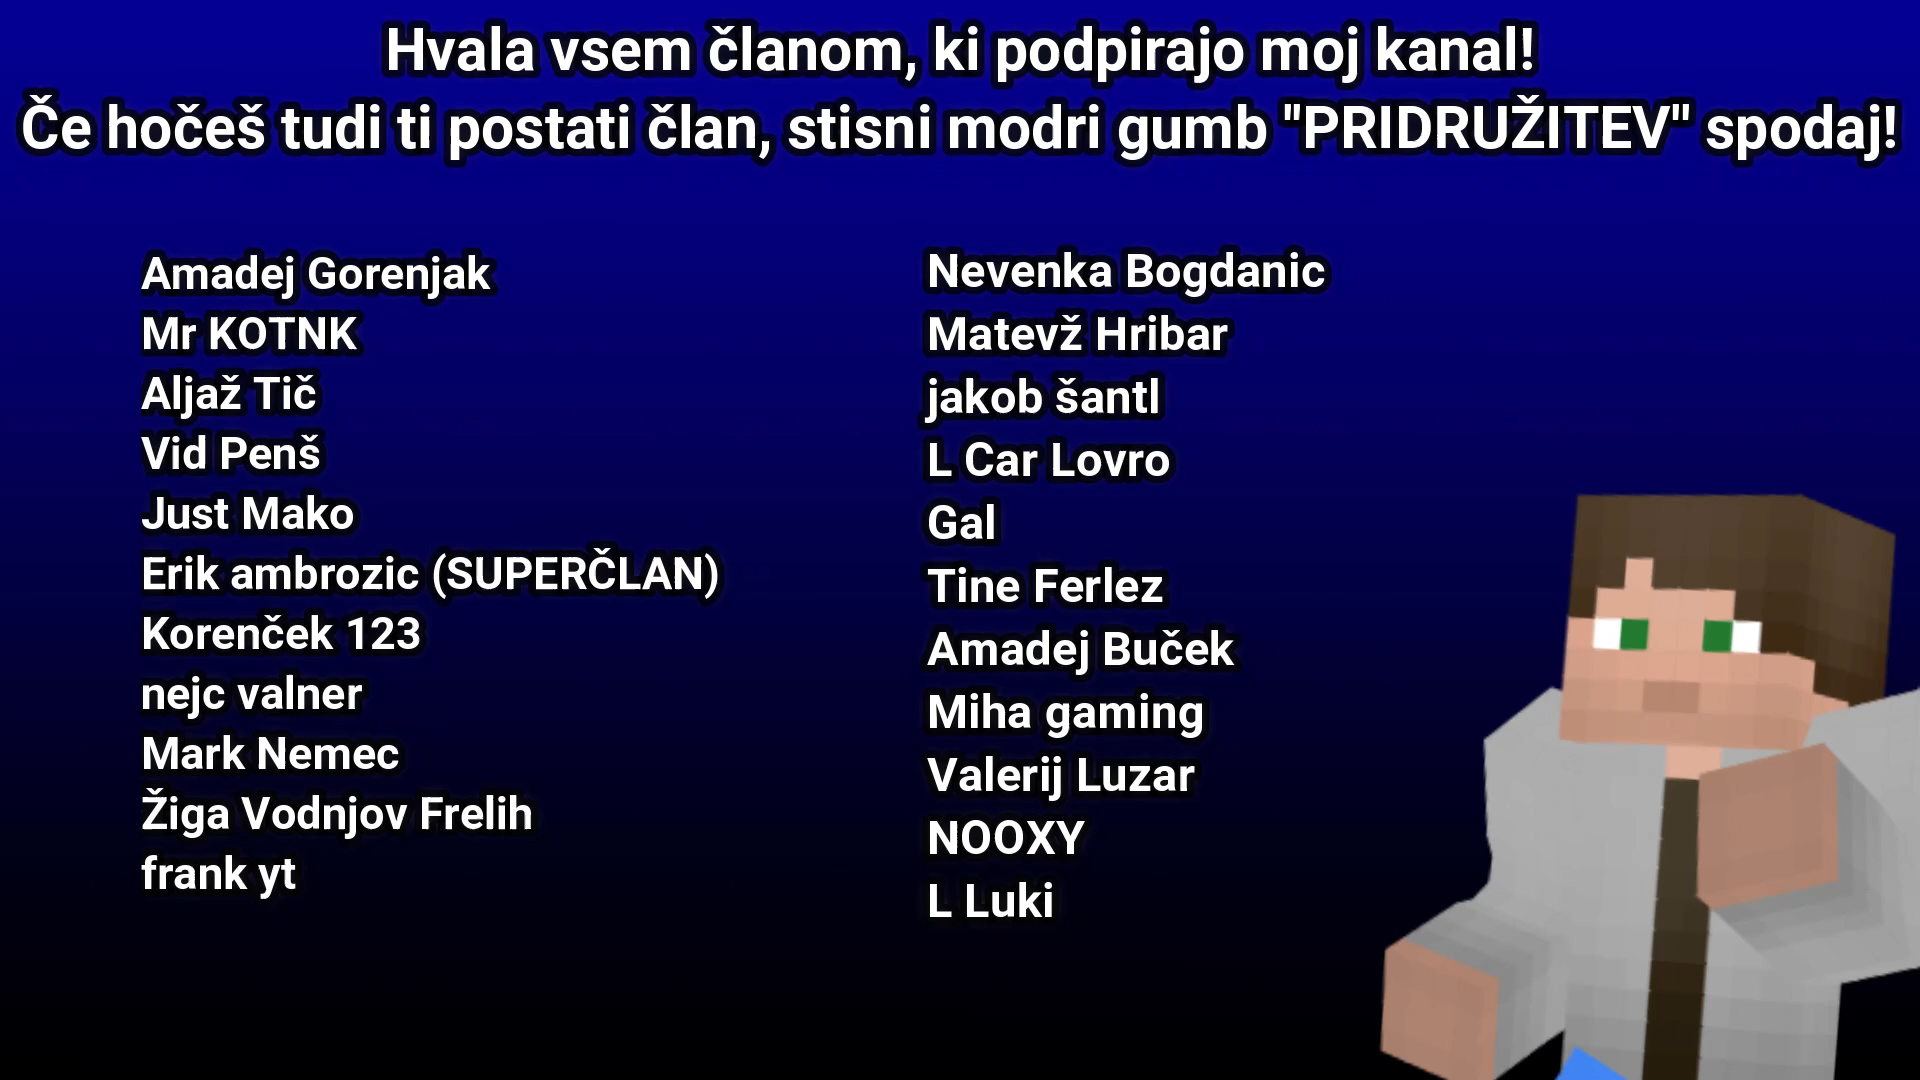 Hvala vsem članom, ki podpirajo moj kanal!
Če hočeš tudi ti postati član, stisni modri gumb "PRIDRUŽITEV" spodaj!
Amadej Gorenjak
Mr KOTNK
Aljaž Tič
Vid Penš
Just Mako
Erik ambrozic (SUPERČLAN)
Korenček 123
nejc valner
Mark Nemec
Žiga Vodnjov Frelih
frank yt
Nevenka Bogdanic
Matevž Hribar
jakob šantl
L Car Lovro
Gal
Tine Ferlez
Amadej Buček
Miha gaming
Valerij Luzar
NOOXY
L Luki